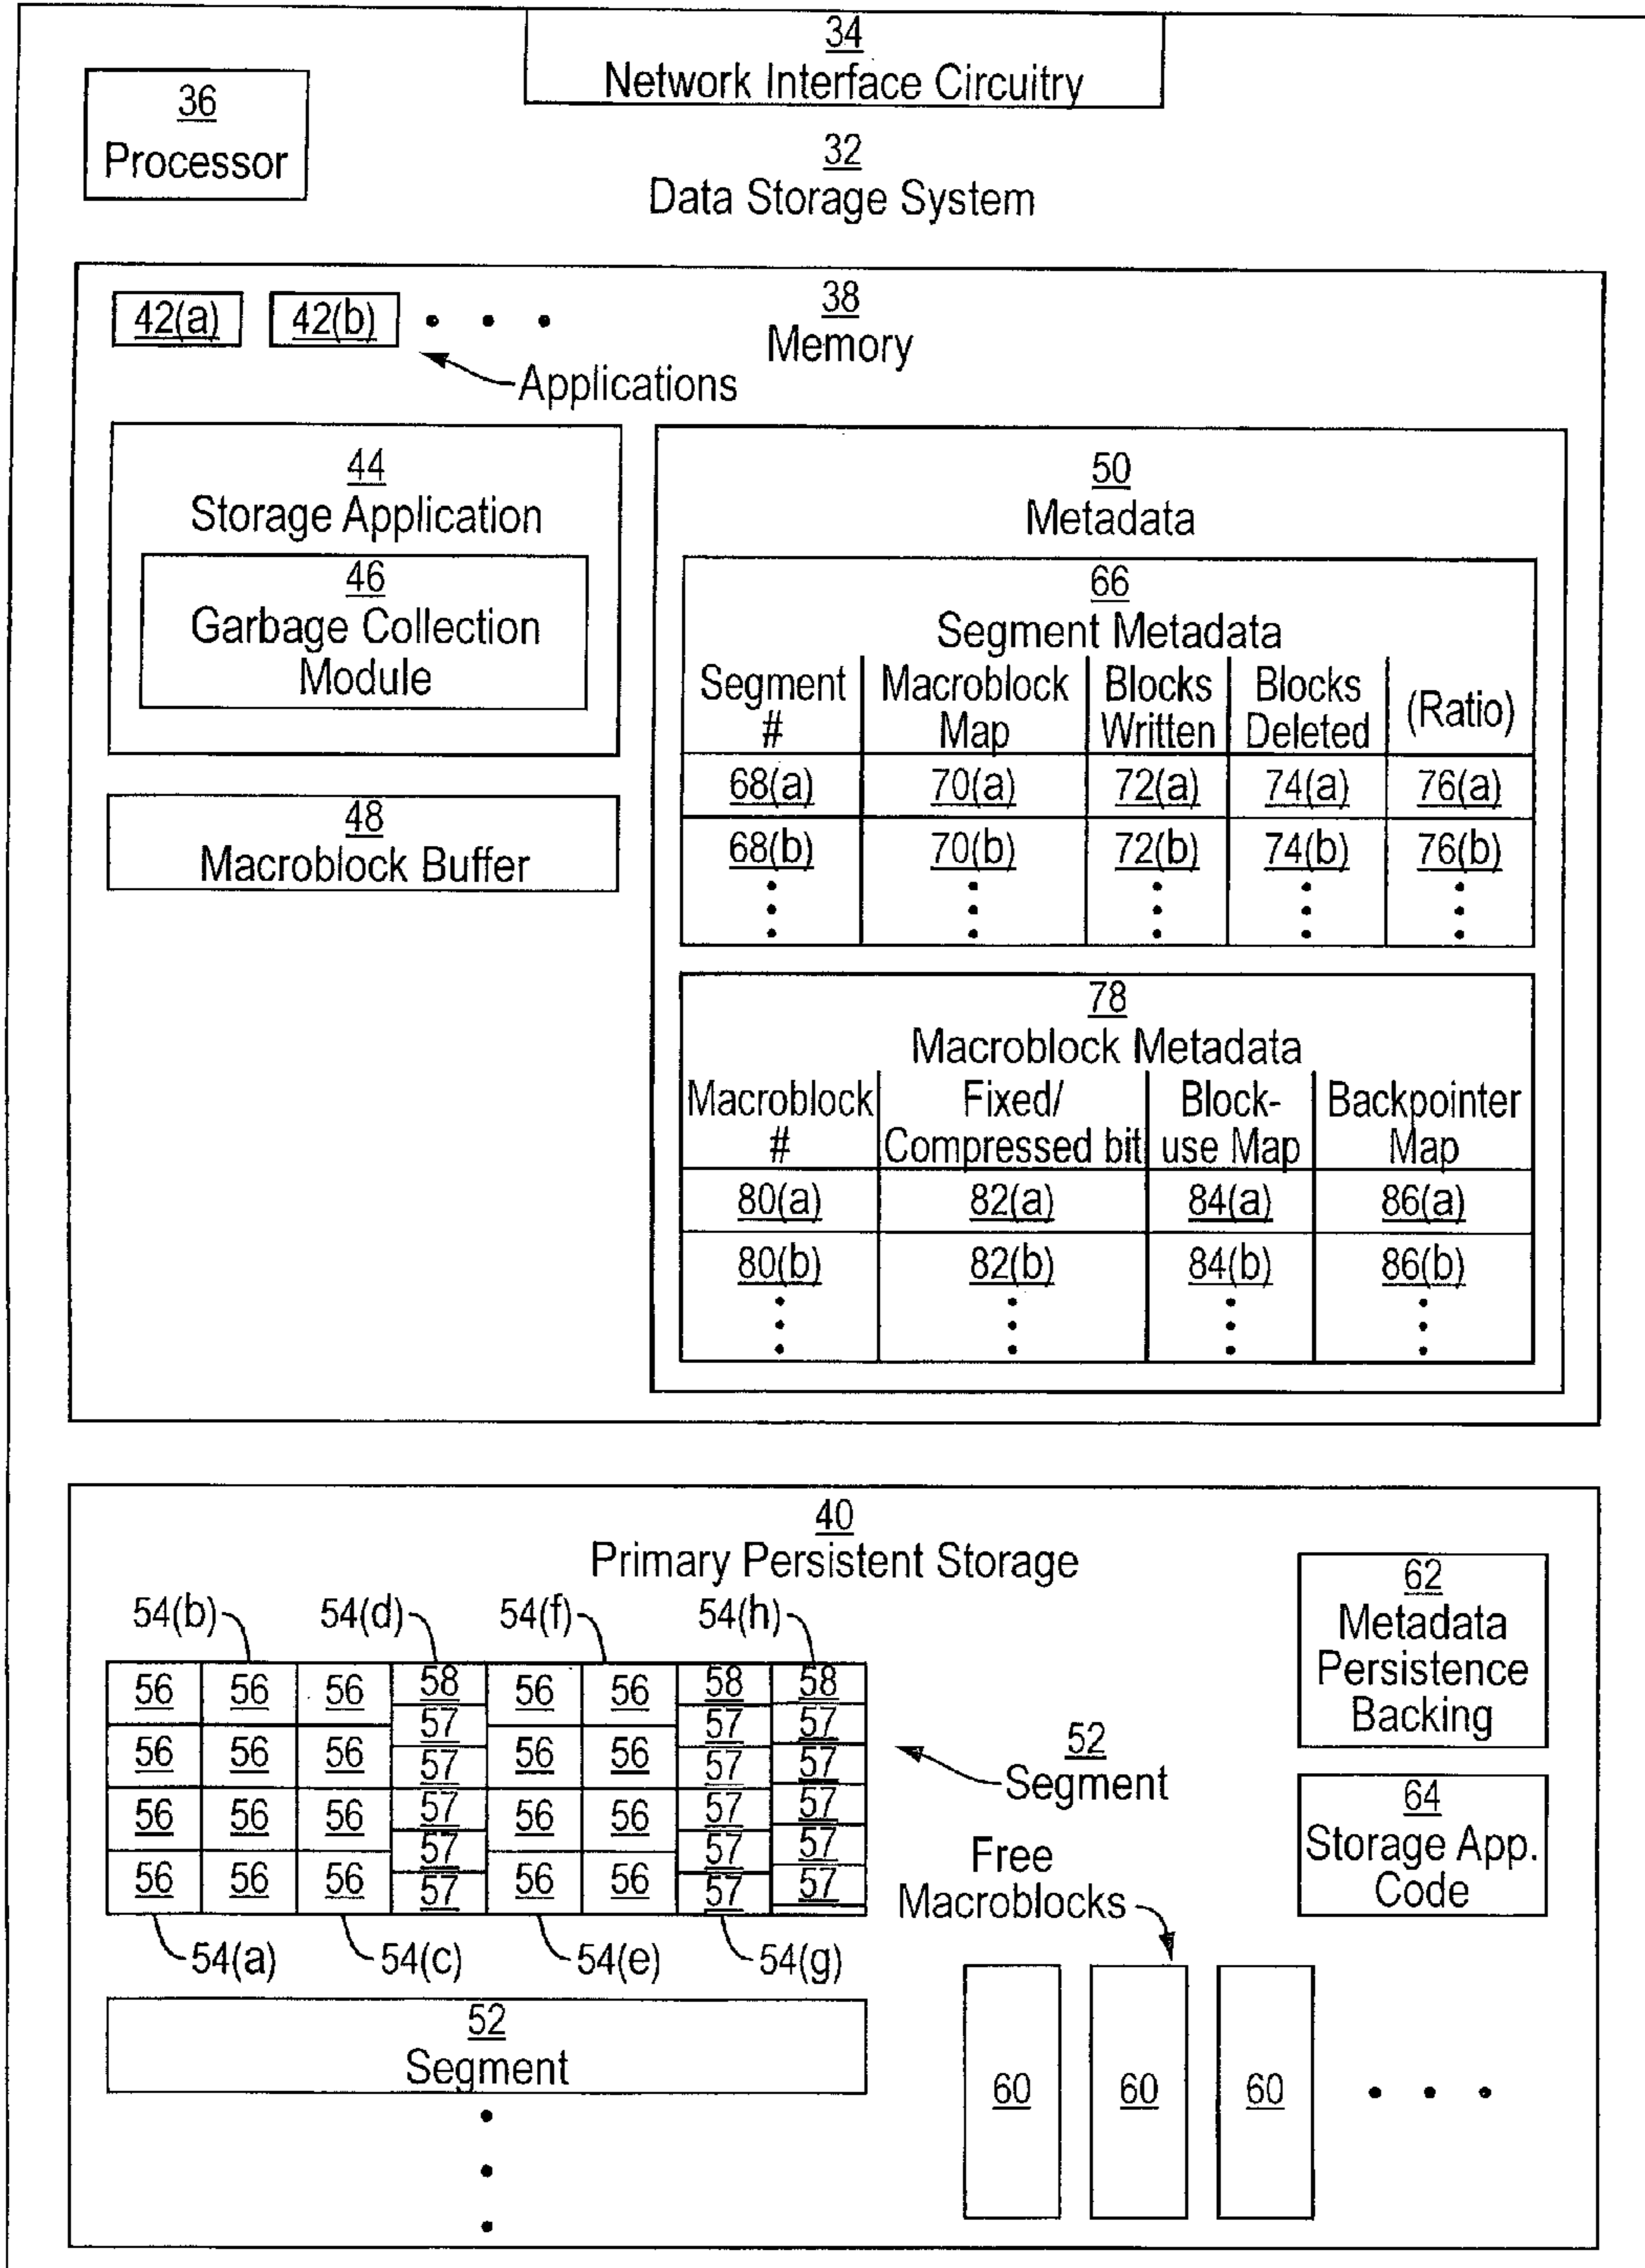 34
Network Interface Circuitry
36
Processor
32
Data Storage System
42(a) 42(b) • • •
38
Memory
Applications
44
Storage Application
46
Garbage Collection
Module
48
Macroblock Buffer
50
Metadata
66
Segment Metadata
Segment # Macroblock Map Blocks Written Blocks Deleted (Ratio)
68(a) 70(a) 72(a) 74(a) 76(a)
68(b) 70(b) 72(b) 74(b) 76(b)
78
Macroblock Metadata
Macroblock # Fixed/ Compressed bit Block- use Map Backpointer Map
80(a) 82(a) 84(a) 86(a)
80(b) 82(b) 84(b) 86(b)
40
Primary Persistent Storage
54(b) 54(d) 54(f) 54(h)
56 56 56 58 56 56 58 58
57 57 57
56 56 56 57 56 56 57 57
56 56 56 57 56 56 57 57
57 57 57
56 56 56 57 56 56 57 57
54(a) 54(c) 54(e) 54(g)
52
Segment
52
Segment
62
Metadata
Persistence
Backing
64
Storage App.
Code
Free
Macroblocks
60 60 60 • • •